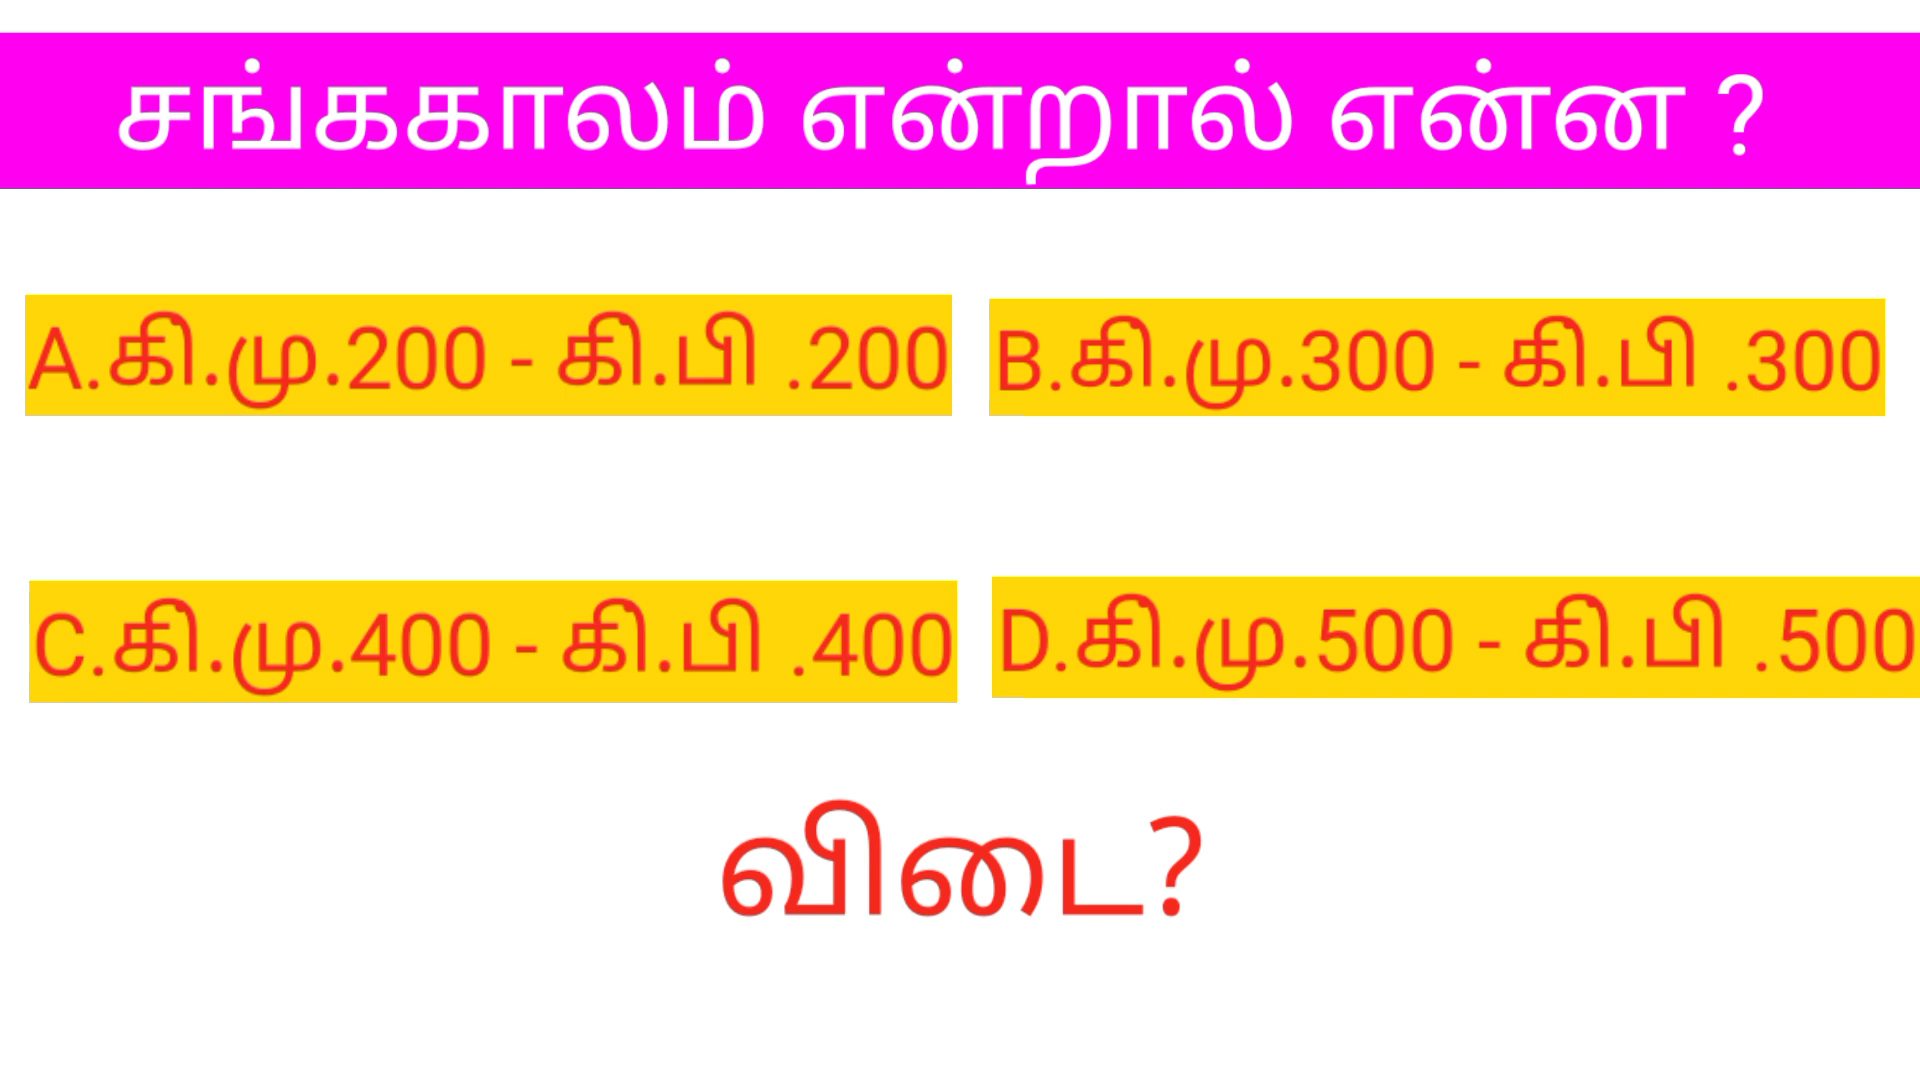 சங்ககாலம் என்றால் என்ன ?
A.கி.மு.200 - கி.பி .200
B.கி.மு.300 - கி.பி .300
C.கி.மு.400 - கி.பி .400
D.கி.மு.500 - கி.பி .500
விடை?